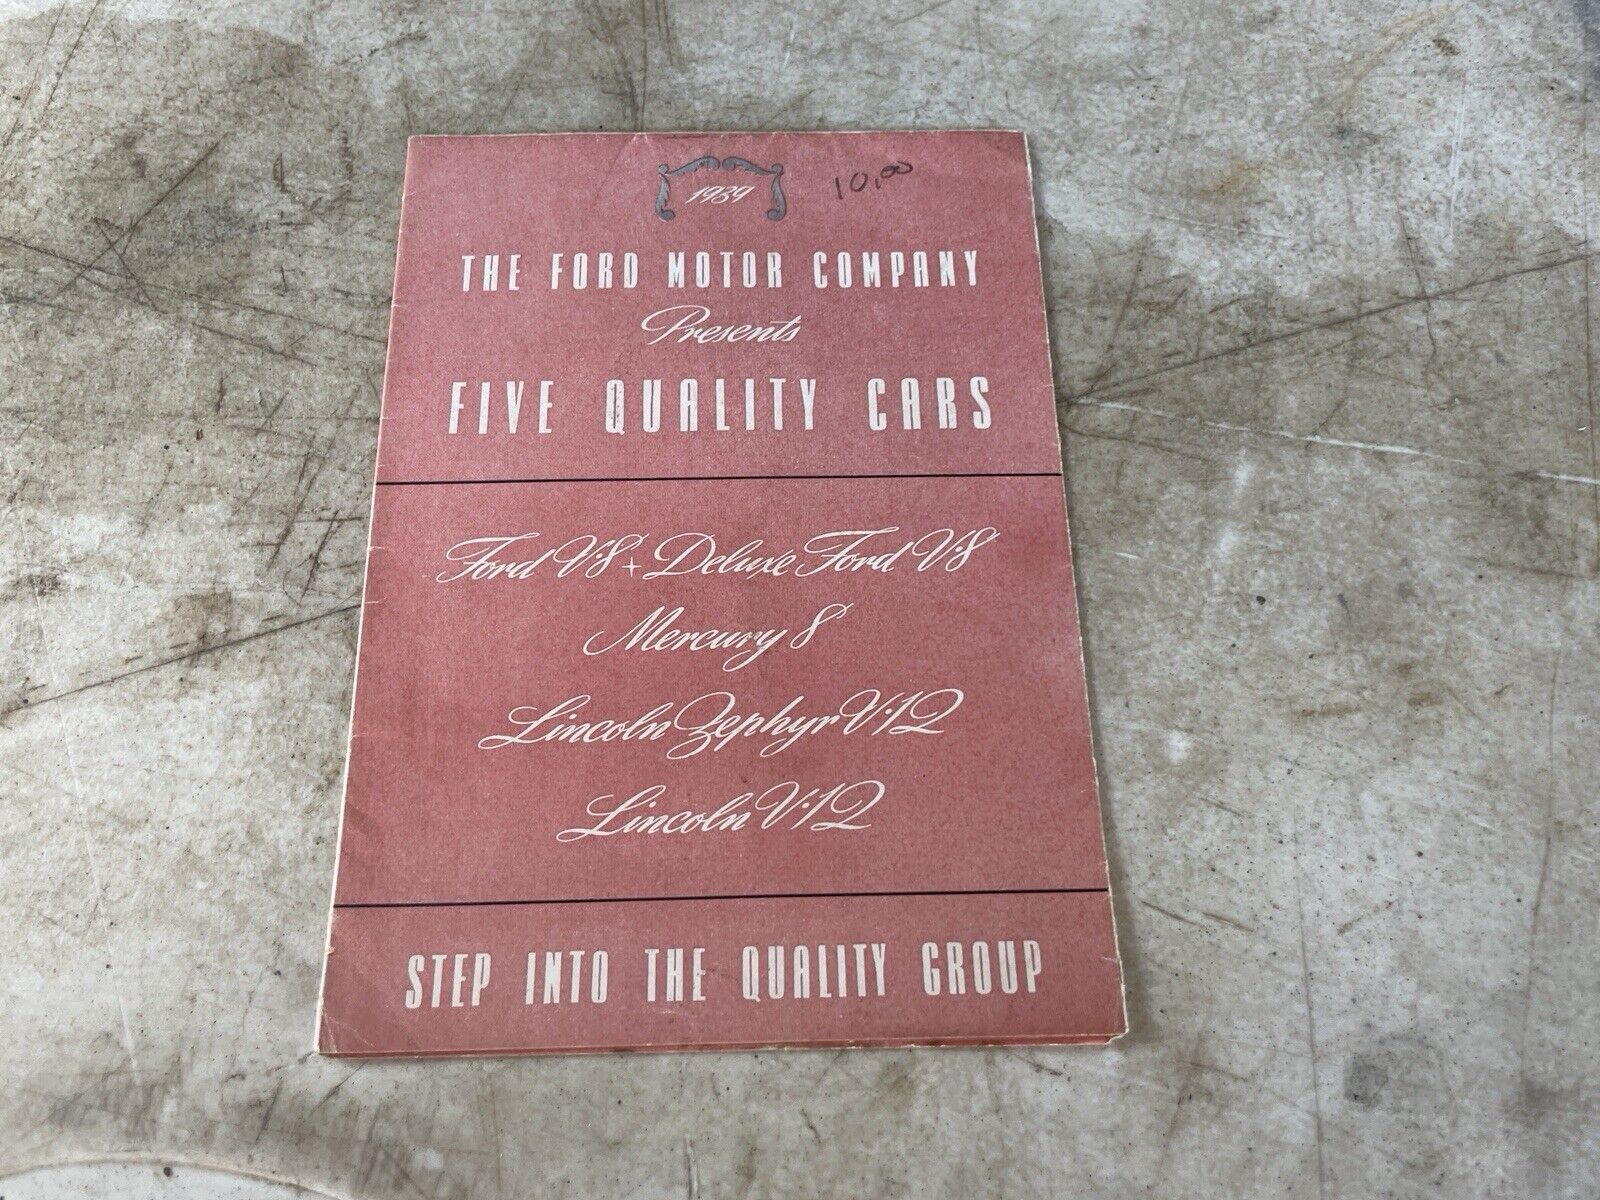 1939
10.00
THE FORD MOTOR COMPANY
Presents
FIVE QUALITY CARS
Ford V·8 + Deluxe Ford V·8
Mercury 8
Lincoln Zephyr V·12
Lincoln V·12
STEP INTO THE QUALITY GROUP